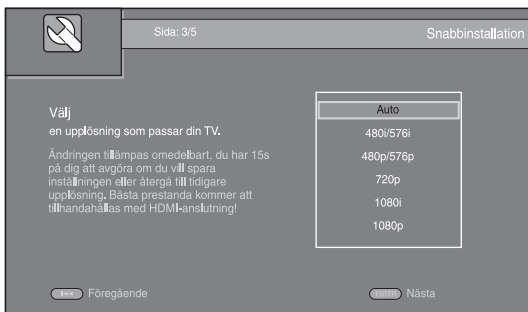 Sida: 3/5
Snabbinstallation
Välj
en upplösning som passar din TV.
Ändringen tillämpas omedelbart, du har 15s
på dig att avgöra om du vill spara
inställningen eller återgå till tidigare
upplösning. Bästa prestanda kommer att
tillhandahållas med HDMI-anslutning!
Auto
480i/576i
480p/576p
720p
1080i
1080p
Föregående
ENTER Nästa